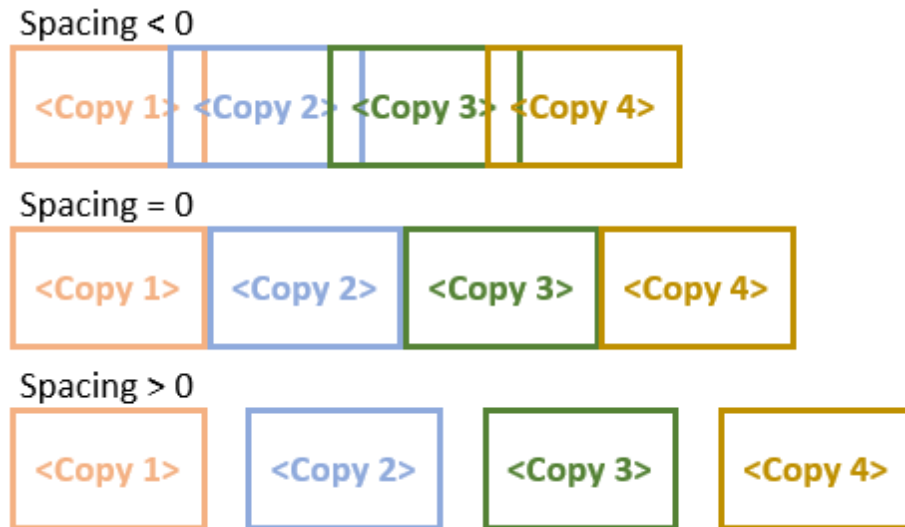 Spacing < 0
<Copy 1> <Copy 2> <Copy 3> <Copy 4>
Spacing = 0
<Copy 1> <Copy 2> <Copy 3> <Copy 4>
Spacing > 0
<Copy 1> <Copy 2> <Copy 3> <Copy 4>